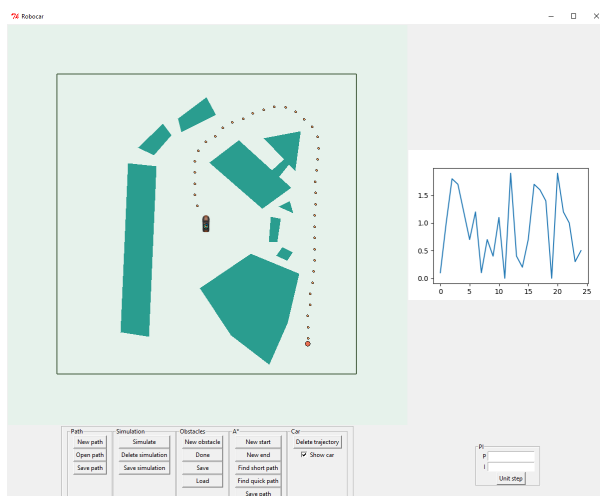 Robocar
1.5
1.0
0.5
0.0
0 5 10 15 20 25
Path Simulation Obstacles A* Car
New path Simulate New obstacle New start Delete trajectory
Open path Delete simulation Done New end Show car
Save path Save simulation Save Find short path
Load Find quick path
Save path
PI
P
I
Unit step